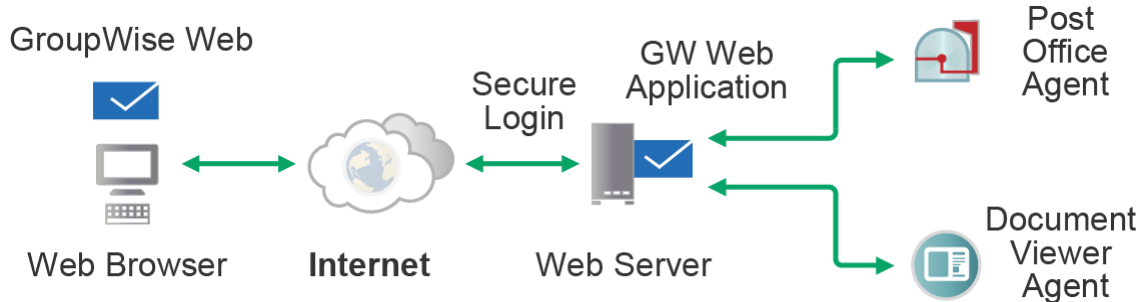 GroupWise Web
Web Browser
Internet
Secure
Login
GW Web
Application
Web Server
Post
Office
Agent
Document
Viewer
Agent